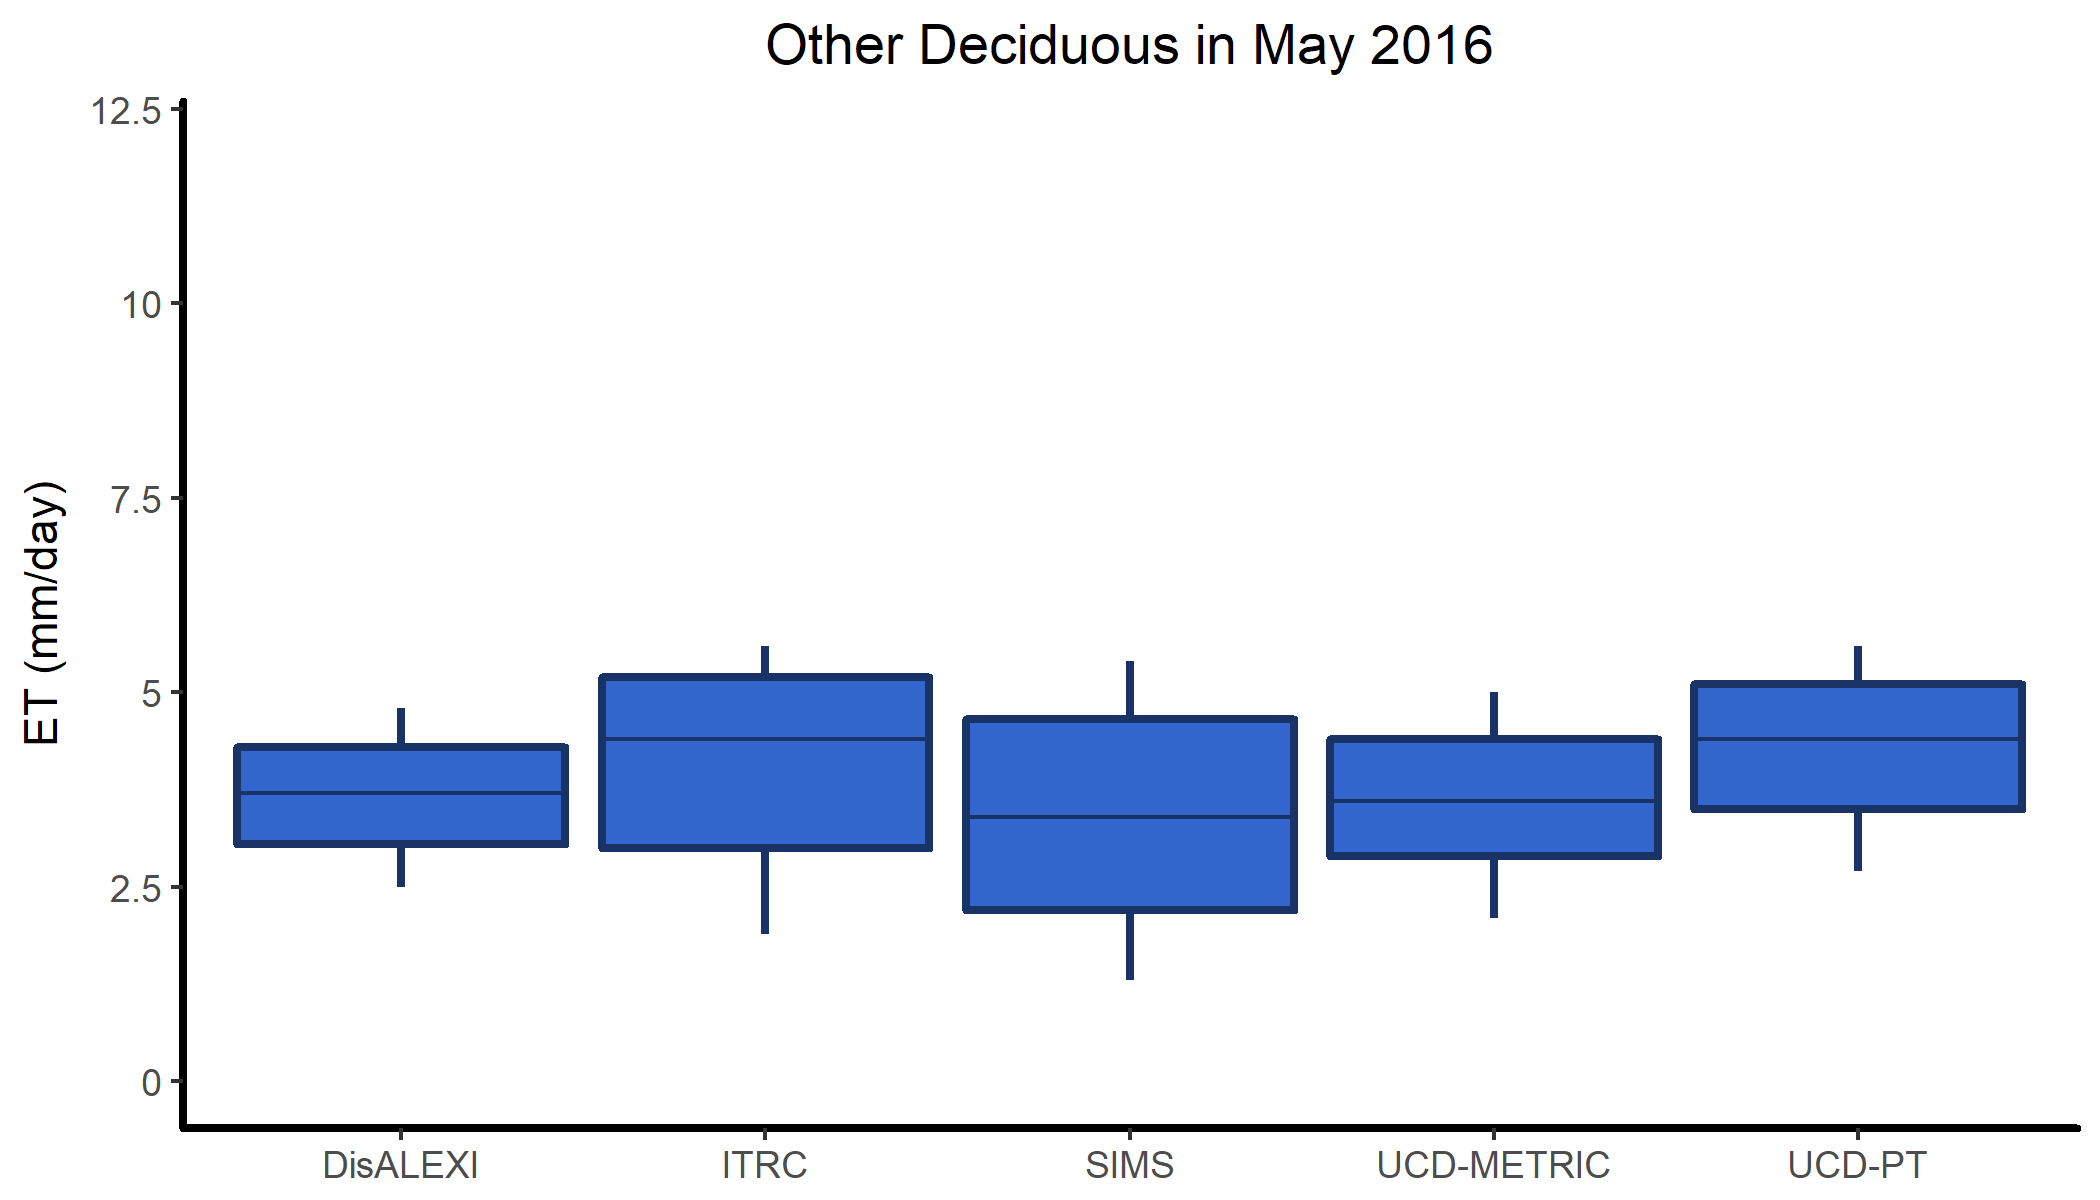 Other Deciduous in May 2016
ET (mm/day)
12.5
10
7.5
5
2.5
0
DisALEXI ITRC SIMS UCD-METRIC UCD-PT